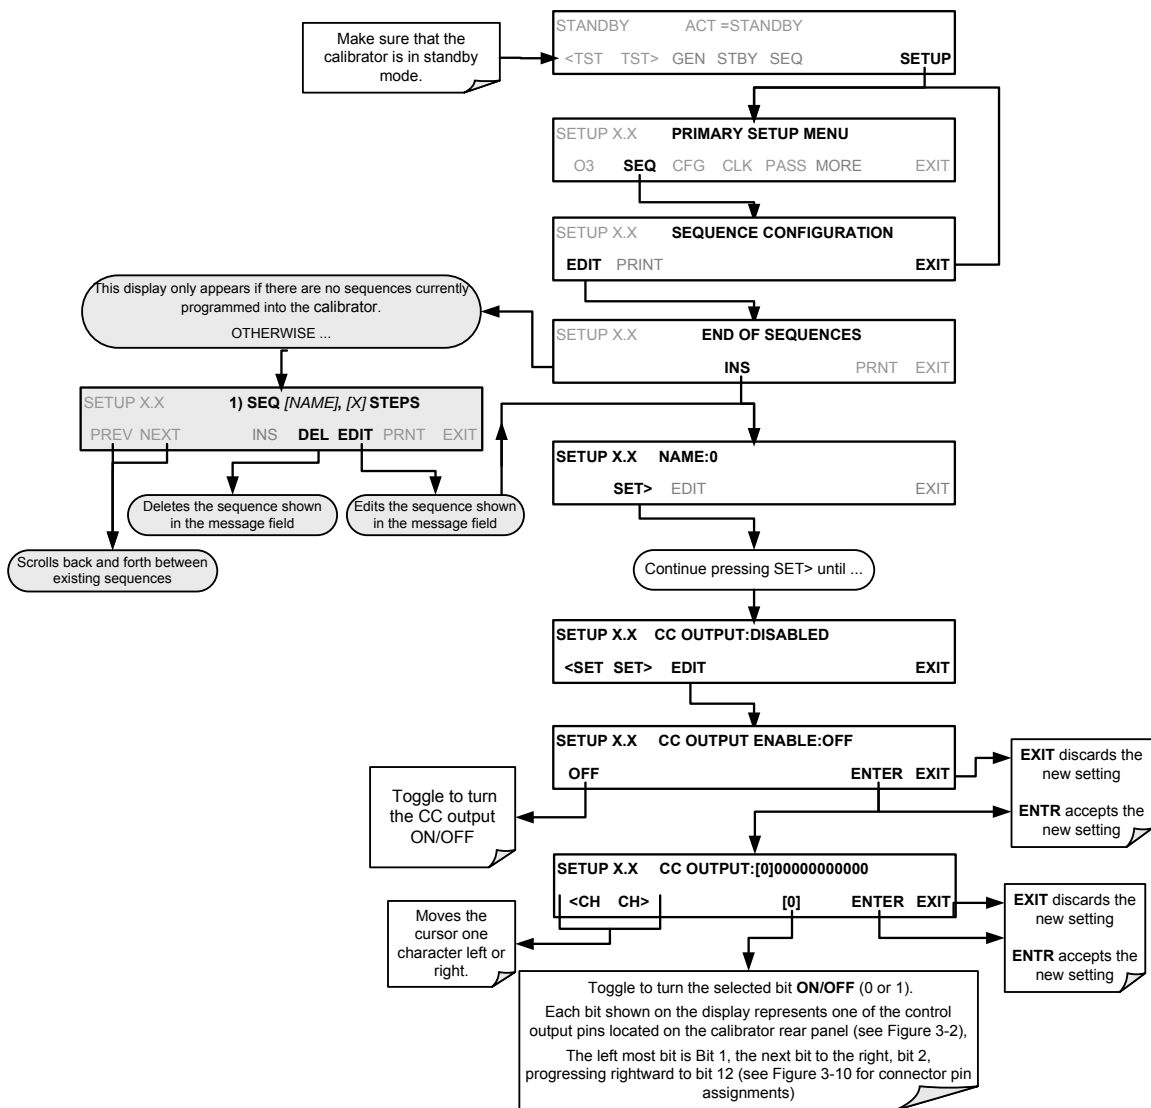 Make sure that the
calibrator is in standby
mode.
STANDBY ACT =STANDBY
<TST TST> GEN STBY SEQ SETUP
SETUP X.X PRIMARY SETUP MENU
O3 SEQ CFG CLK PASS MORE EXIT
SETUP X.X SEQUENCE CONFIGURATION
EDIT PRINT EXIT
This display only appears if there are no sequences currently
programmed into the calibrator.
OTHERWISE ...
SETUP X.X END OF SEQUENCES
INS PRNT EXIT
SETUP X.X 1) SEQ [NAME], [X] STEPS
PREV NEXT INS DEL EDIT PRNT EXIT
Deletes the sequence shown
in the message field
Edits the sequence shown
in the message field
Scrolls back and forth between
existing sequences
SETUP X.X NAME:0
SET> EDIT EXIT
Continue pressing SET> until ...
SETUP X.X CC OUTPUT:DISABLED
<SET SET> EDIT EXIT
SETUP X.X CC OUTPUT ENABLE:OFF
OFF ENTER EXIT
Toggle to turn
the CC output
ON/OFF
EXIT discards the
new setting
ENTR accepts the
new setting
SETUP X.X CC OUTPUT:[0]00000000000
<CH CH> [0] ENTER EXIT
Moves the
cursor one
character left or
right.
EXIT discards the
new setting
ENTR accepts the
new setting
Toggle to turn the selected bit ON/OFF (0 or 1).
Each bit shown on the display represents one of the control
output pins located on the calibrator rear panel (see Figure 3-2),
The left most bit is Bit 1, the next bit to the right, bit 2,
progressing rightward to bit 12 (see Figure 3-10 for connector pin
assignments)